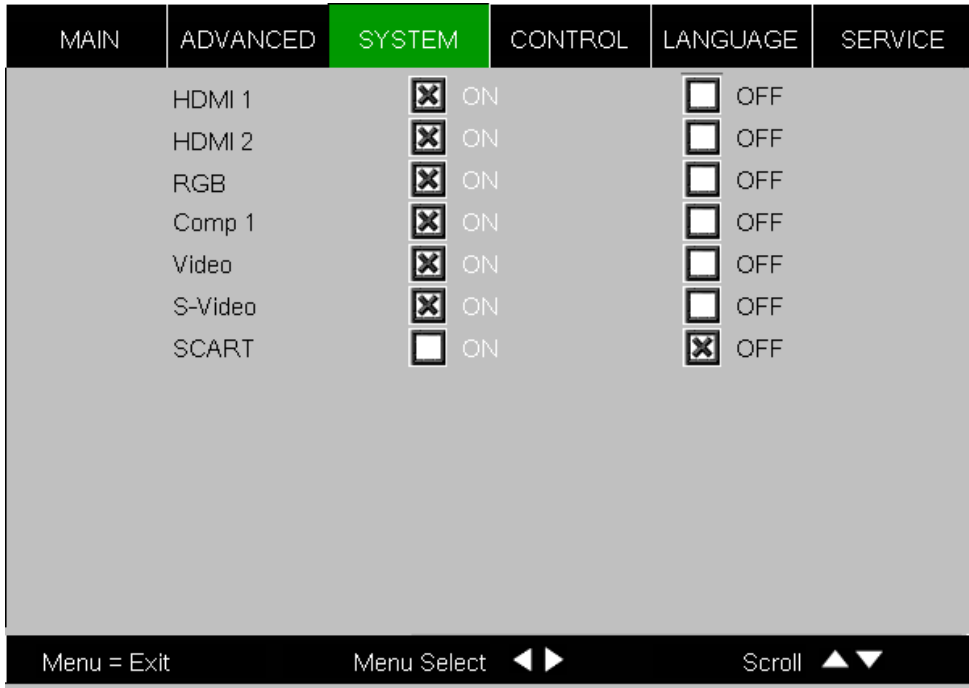 MAIN ADVANCED SYSTEM CONTROL LANGUAGE SERVICE
HDMI 1 ON OFF
HDMI 2 ON OFF
RGB ON OFF
Comp 1 ON OFF
Video ON OFF
S-Video ON OFF
SCART ON OFF
Menu = Exit Menu Select Scroll